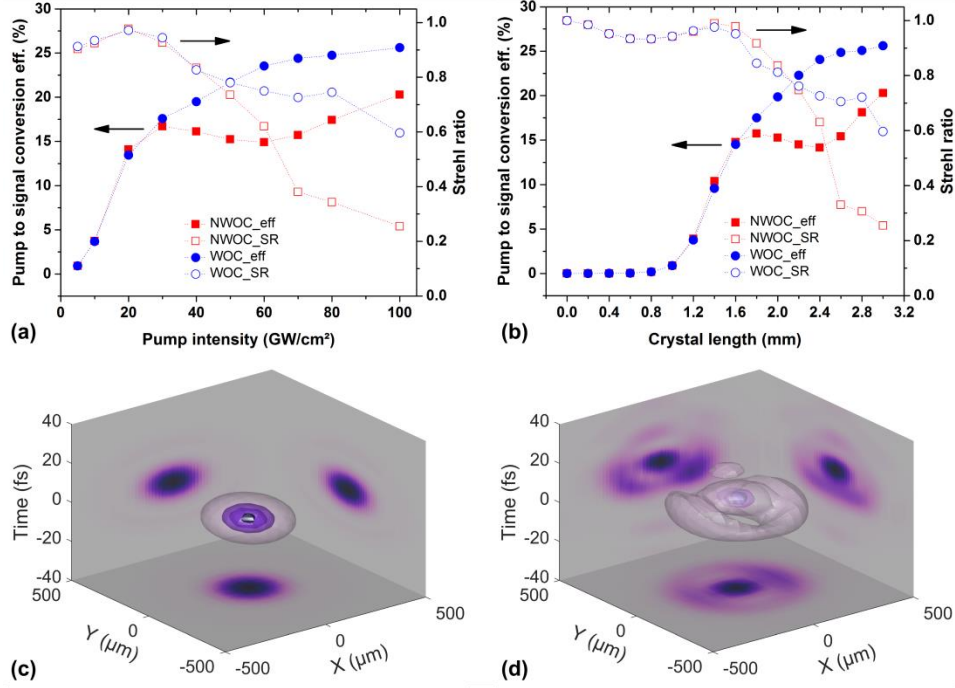 Pump to signal conversion eff. (%)
30
25
20
15
10
5
0
NWOC_eff
NWOC_SR
WOC_eff
WOC_SR
1.0
0.8
0.6
0.4
0.2
0.0
Strehl ratio
20 40 60 80 100
(a) Pump intensity (GW/cm²)
Pump to signal conversion eff. (%)
30
25
20
15
10
5
0
NWOC_eff
NWOC_SR
WOC_eff
WOC_SR
1.0
0.8
0.6
0.4
0.2
0.0
Strehl ratio
0.0 0.4 0.8 1.2 1.6 2.0 2.4 2.8 3.2
(b) Crystal length (mm)
Time (fs)
40
20
0
-20
-40
500
0
-500
Y (µm)
-500
0
500
X (µm)
(c)
Time (fs)
40
20
0
-20
-40
500
0
-500
Y (µm)
-500
0
500
X (µm)
(d)